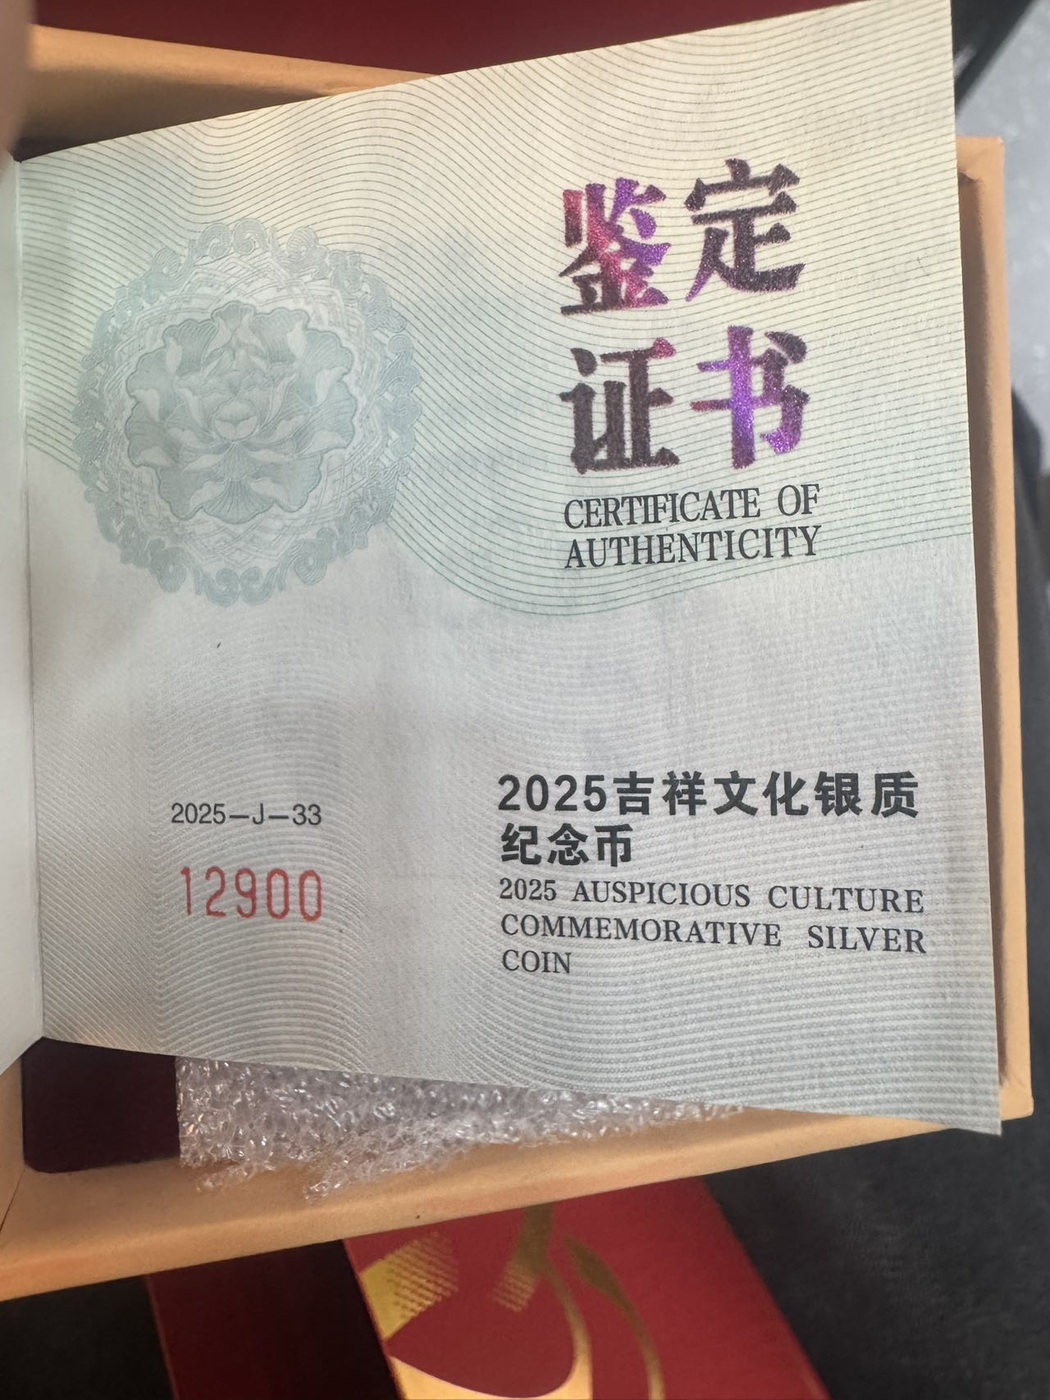 鉴定
证书
CERTIFICATE OF
AUTHENTICITY
2025—J—33
12900
2025吉祥文化银质
纪念币
2025 AUSPICIOUS CULTURE
COMMEMORATIVE SILVER
COIN